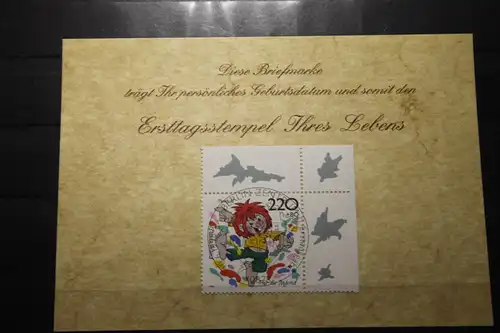 Diese Briefmarke
trägt Ihr persönliches Geburtsdatum und somit den
Ersttagsstempel Ihres Lebens
220